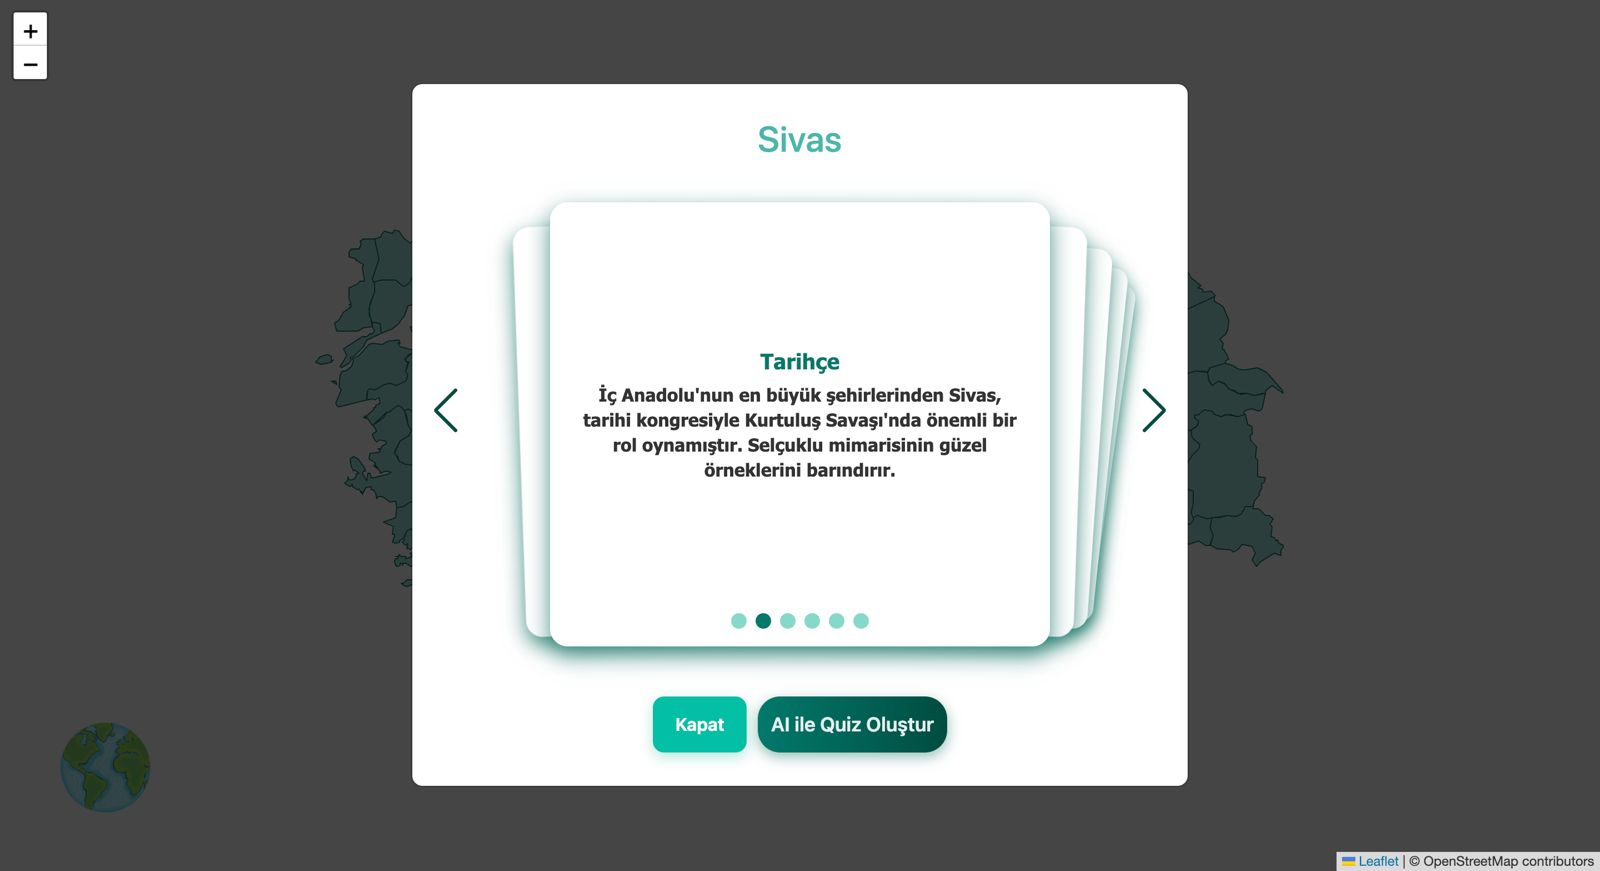 +
−
Sivas
Tarihçe
İç Anadolu'nun en büyük şehirlerinden Sivas,
tarihi kongresiyle Kurtuluş Savaşı'nda önemli bir
rol oynamıştır. Selçuklu mimarisinin güzel
örneklerini barındırır.
Kapat
AI ile Quiz Oluştur
Leaflet | © OpenStreetMap contributors